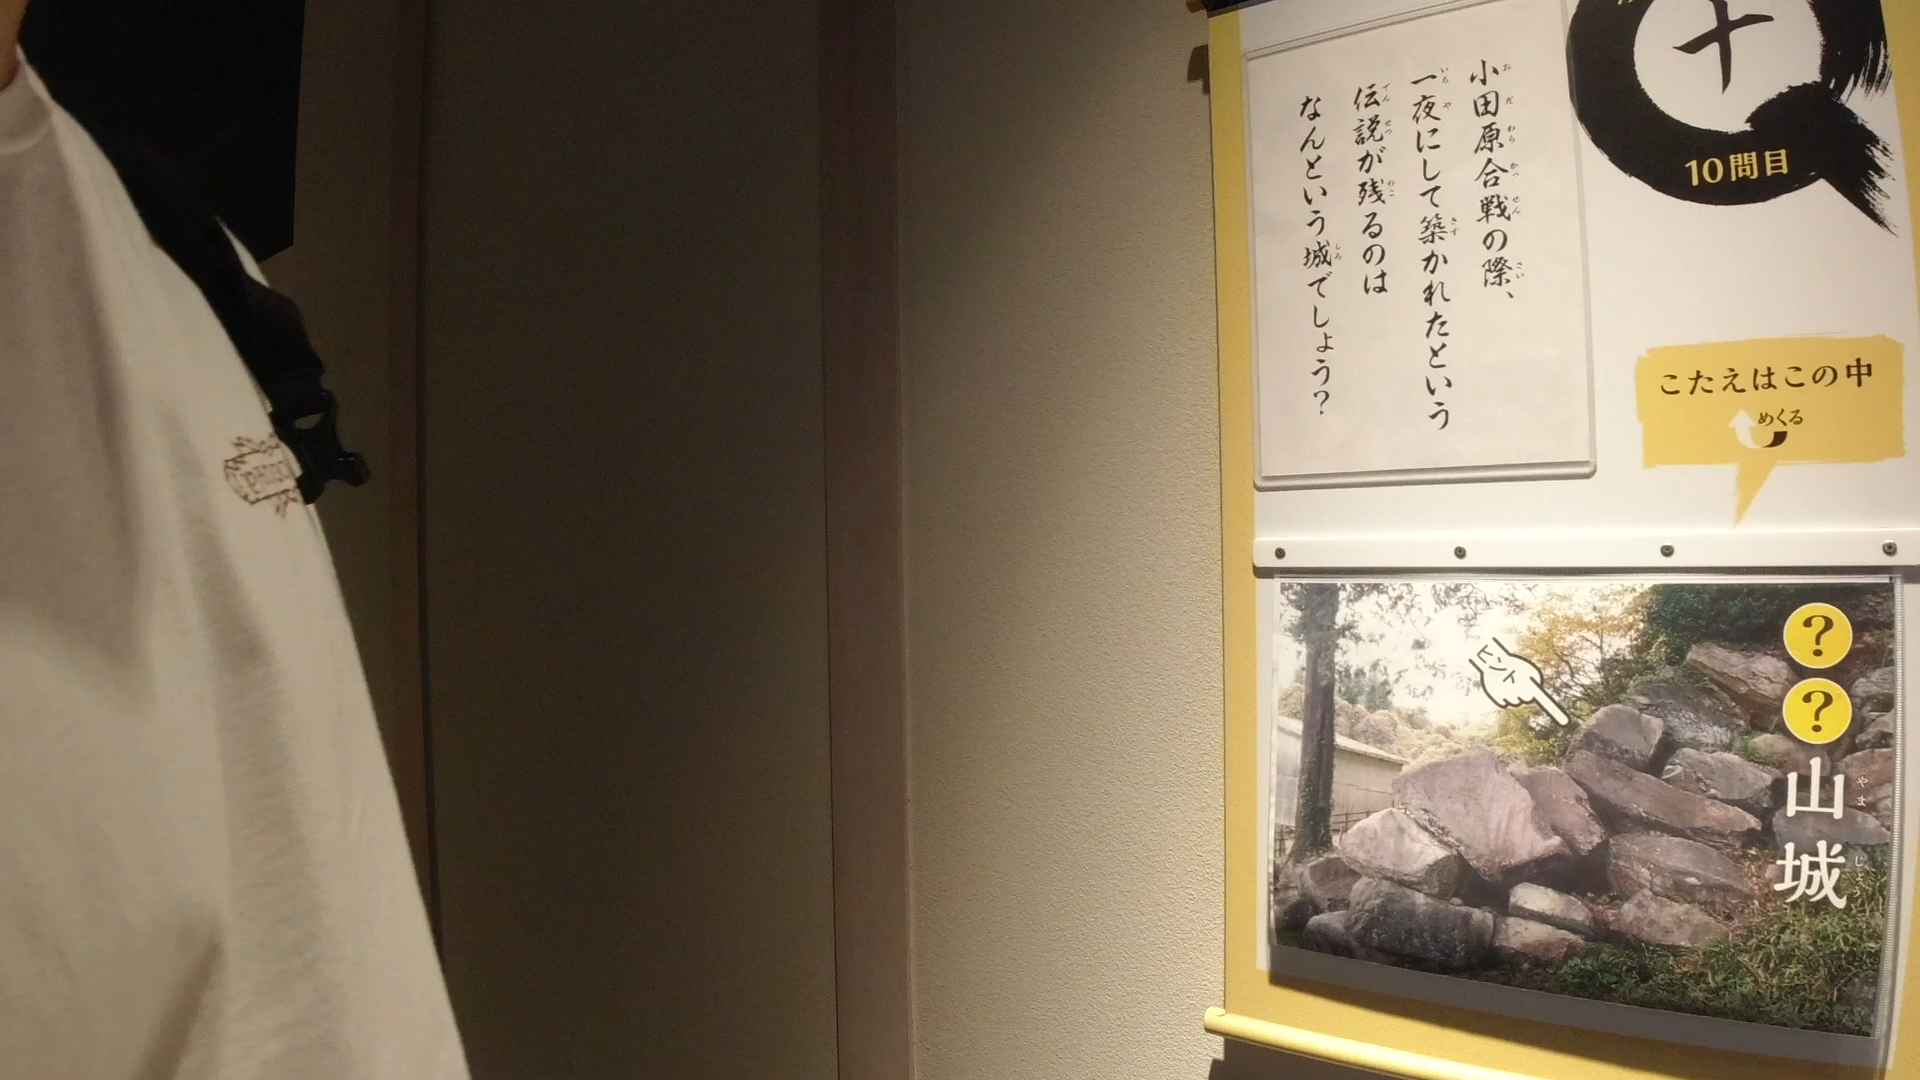 十
10問目
小田原合戦の際、
一夜にして築かれたという
伝説が残るのは
なんという城でしょう?
こたえはこの中
めくる
ヒント
??山城